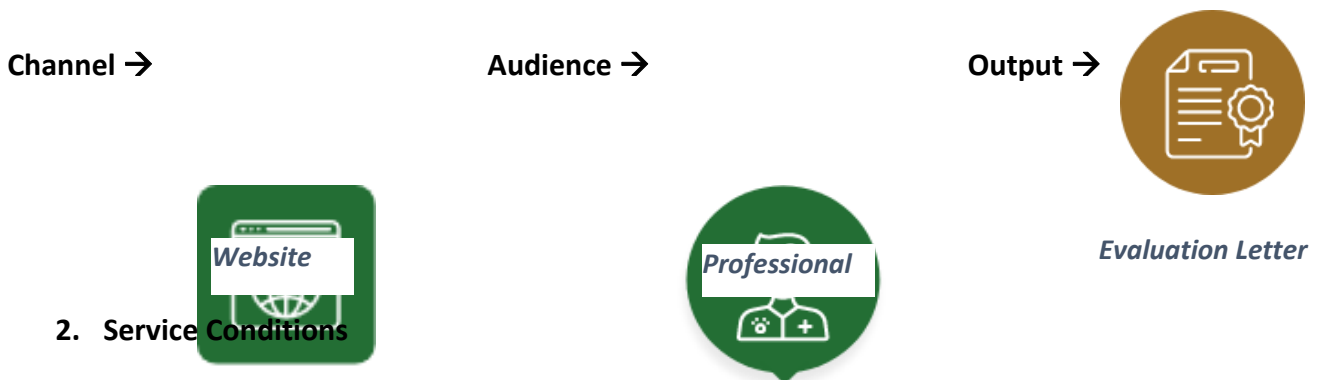 Channel →
Audience →
Output →
Website
Professional
Evaluation Letter
2. Service Conditions